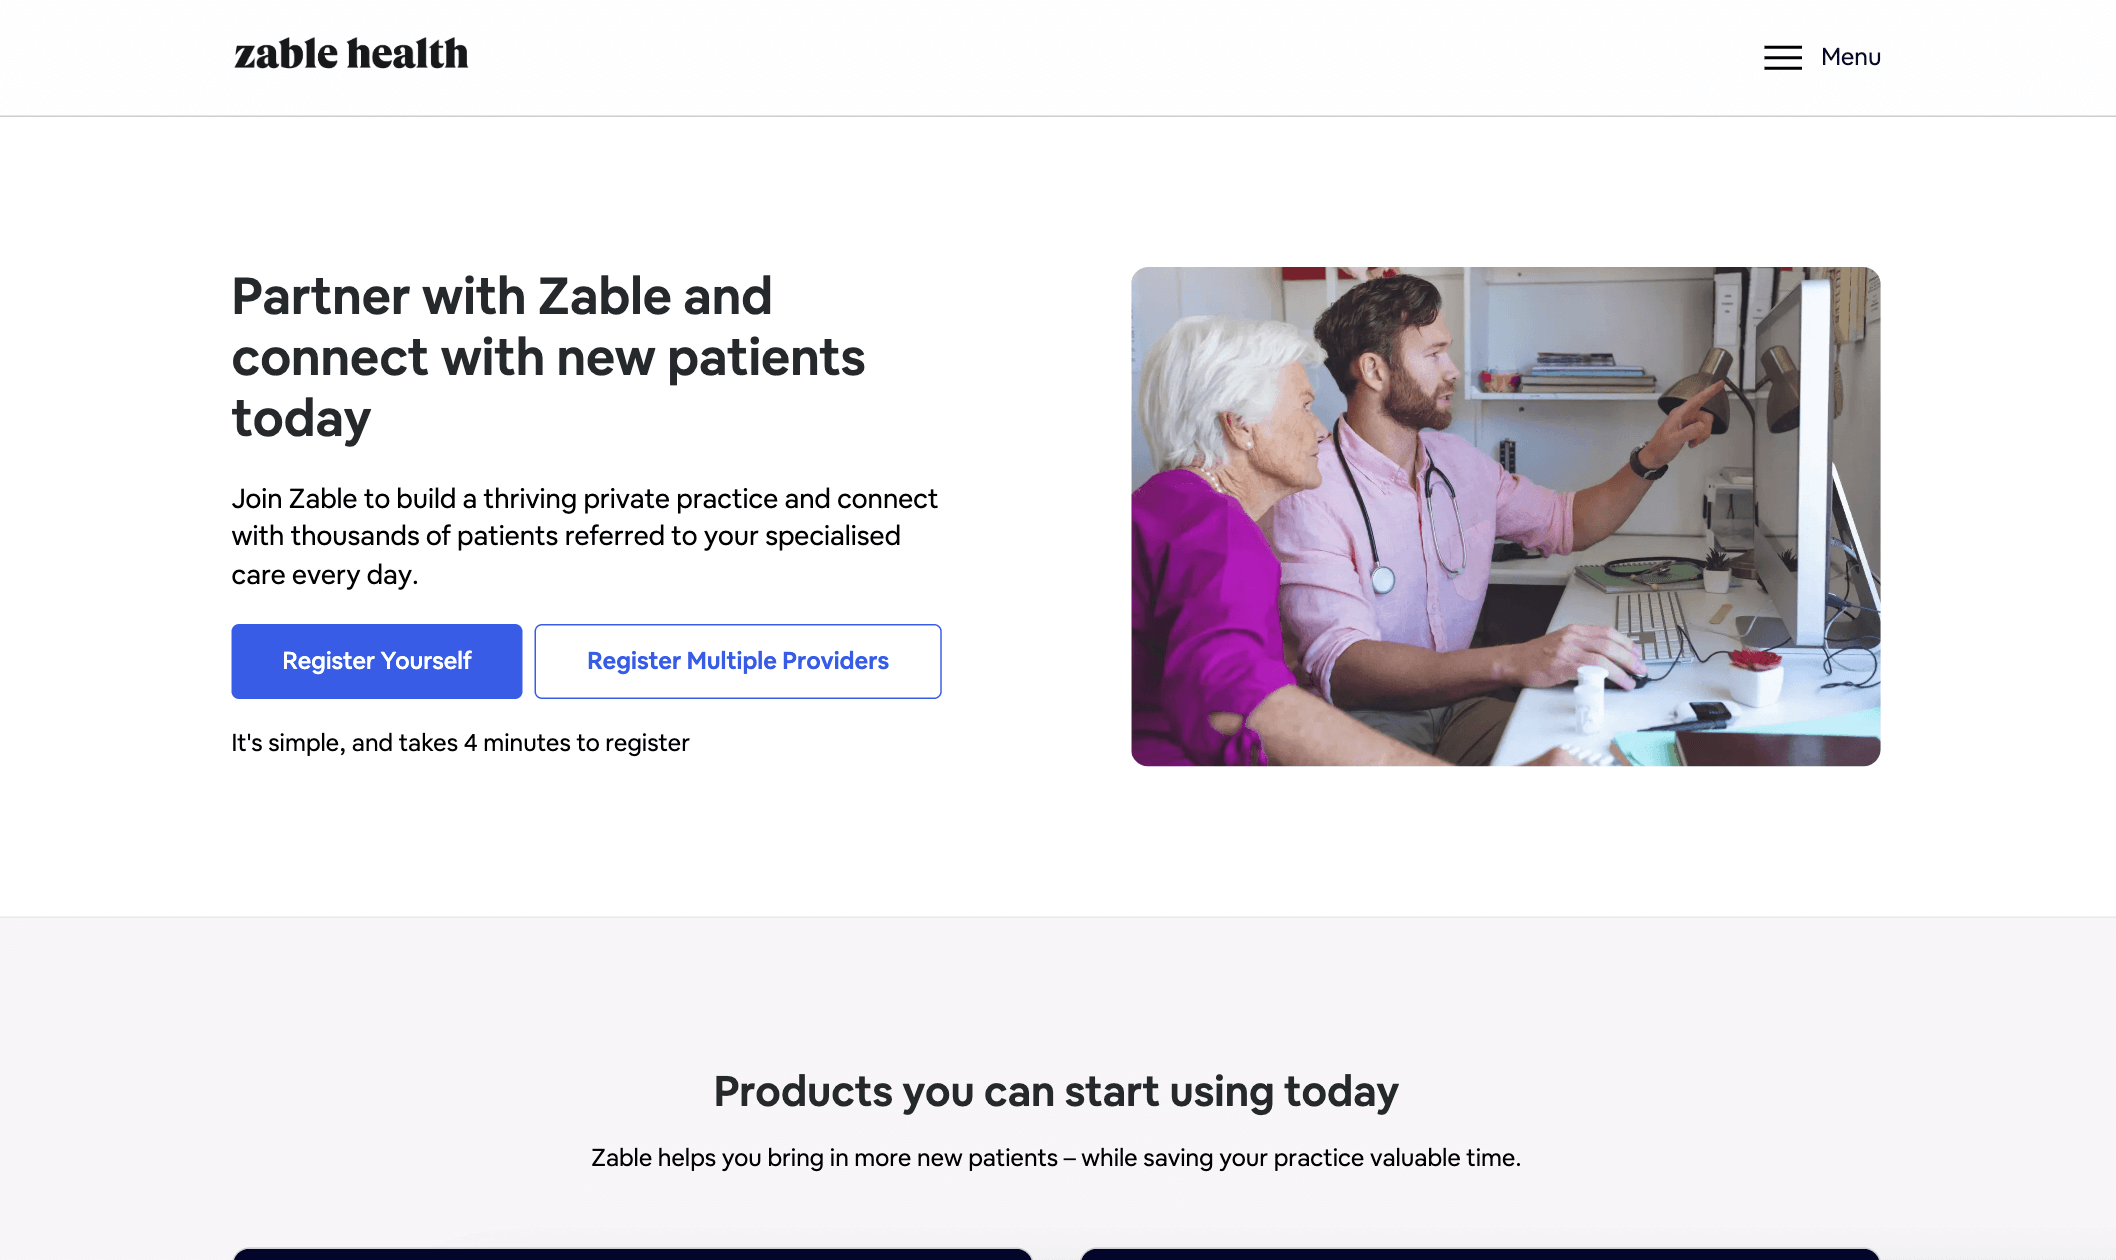 zable health
Menu
Partner with Zable and
connect with new patients
today
Join Zable to build a thriving private practice and connect
with thousands of patients referred to your specialised
care every day.
Register Yourself
Register Multiple Providers
It's simple, and takes 4 minutes to register
Products you can start using today
Zable helps you bring in more new patients – while saving your practice valuable time.